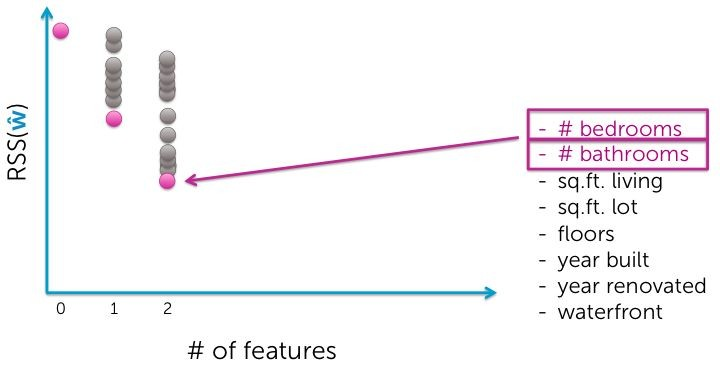 RSS(ŵ)
- # bedrooms
- # bathrooms
- sq.ft. living
- sq.ft. lot
- floors
- year built
- year renovated
- waterfront
0 1 2
# of features